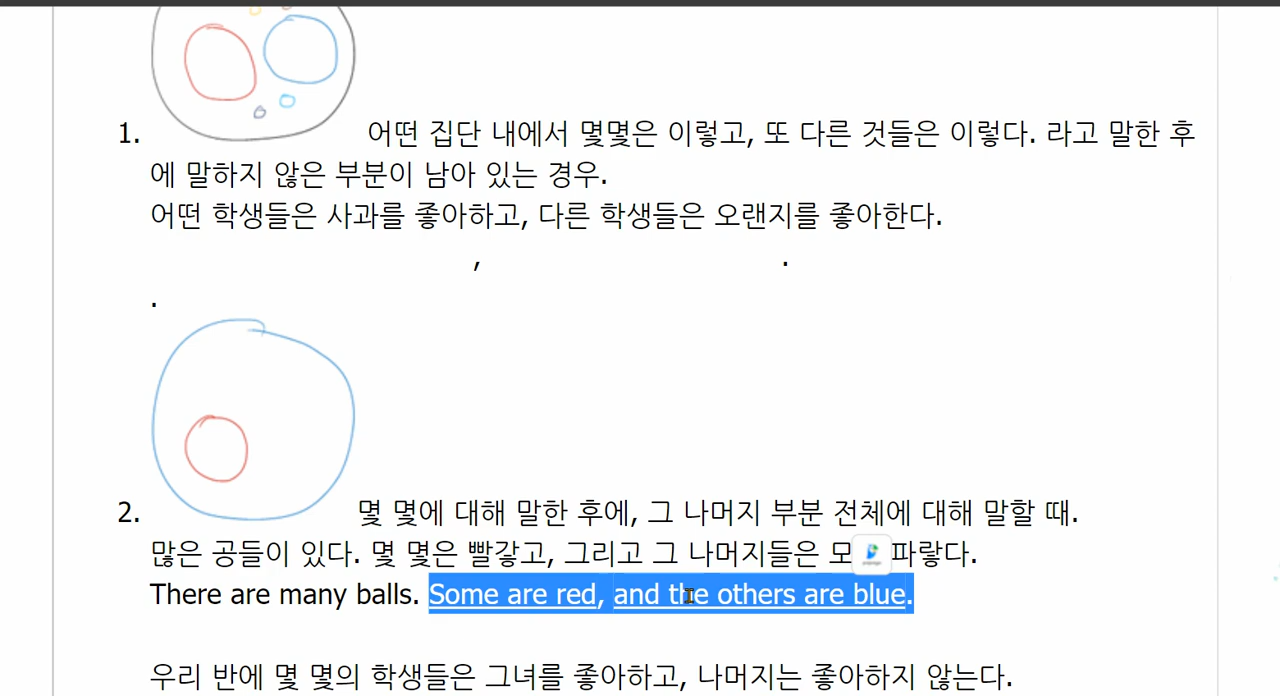 1. 어떤 집단 내에서 몇몇은 이렇고, 또 다른 것들은 이렇다. 라고 말한 후
에 말하지 않은 부분이 남아 있는 경우.
어떤 학생들은 사과를 좋아하고, 다른 학생들은 오랜지를 좋아한다.
, .
.
2. 몇 몇에 대해 말한 후에, 그 나머지 부분 전체에 대해 말할 때.
많은 공들이 있다. 몇 몇은 빨갛고, 그리고 그 나머지들은 모 파랗다.
There are many balls. Some are red, and the others are blue.
우리 반에 몇 몇의 학생들은 그녀를 좋아하고, 나머지는 좋아하지 않는다.